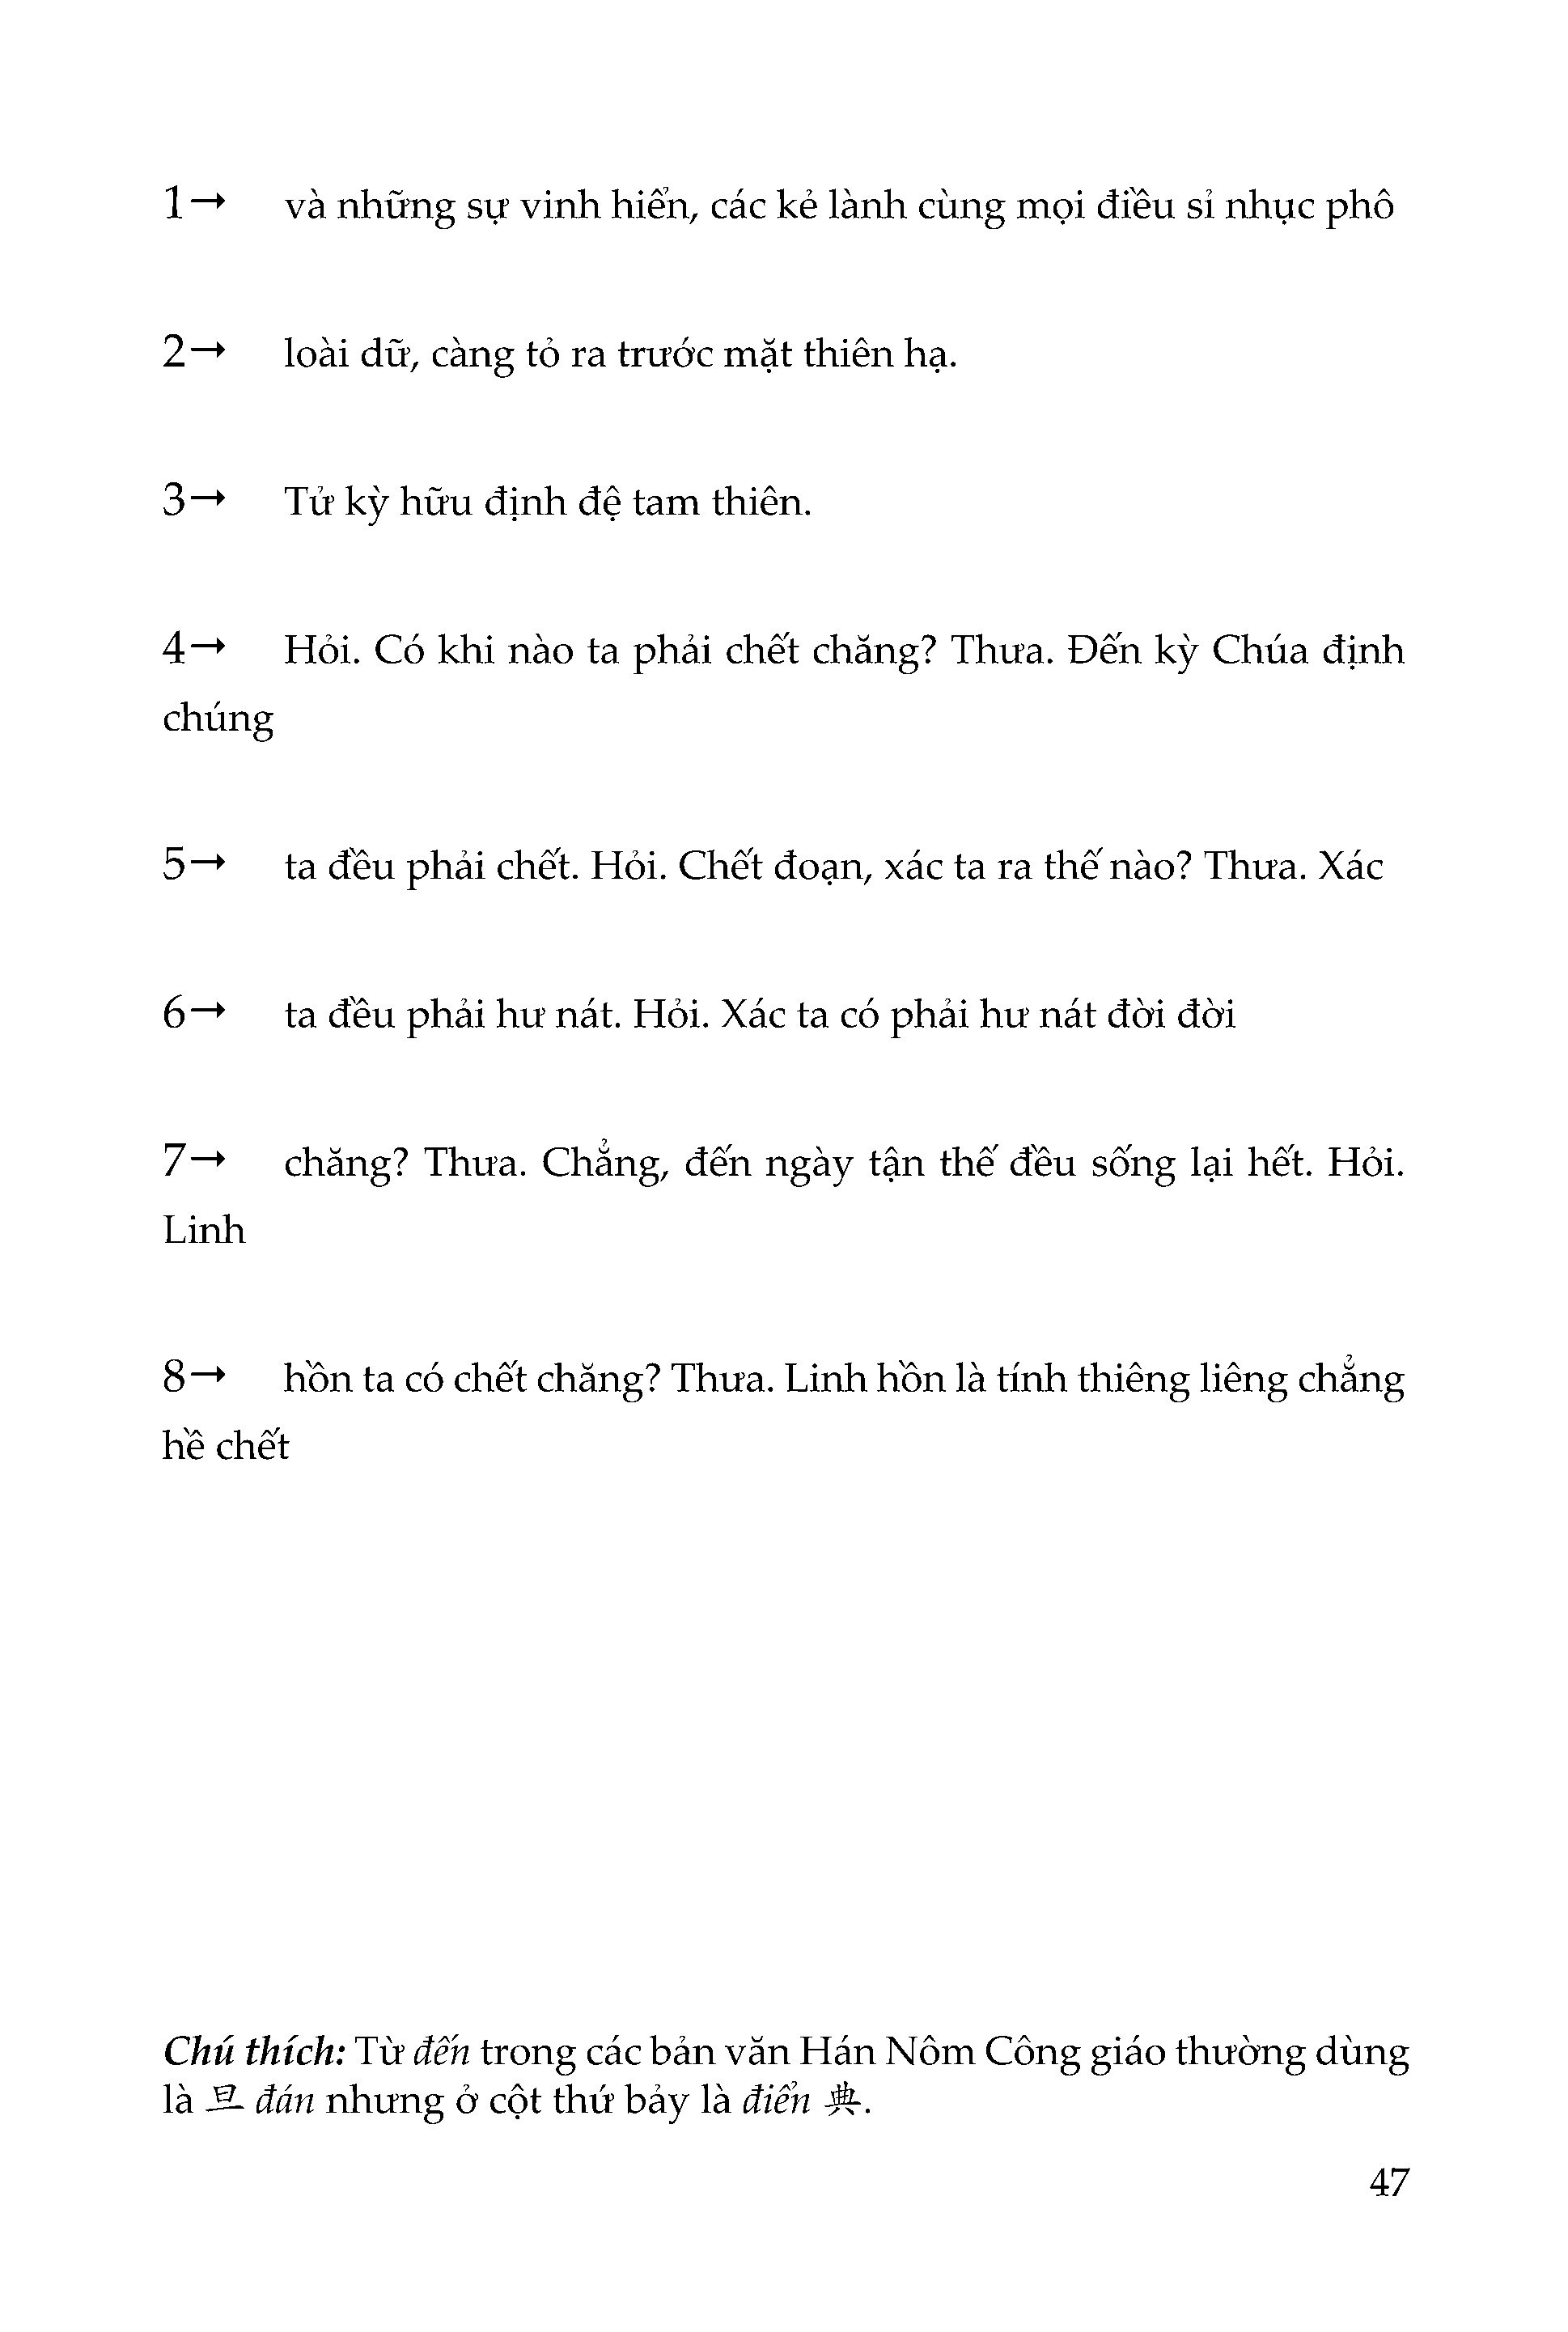 1→ và những sự vinh hiển, các kẻ lành cùng mọi điều sỉ nhục phô
2→ loài dữ, càng tỏ ra trước mặt thiên hạ.
3→ Tử kỳ hữu định đệ tam thiên.
4→ Hỏi. Có khi nào ta phải chết chăng? Thưa. Đến kỳ Chúa định
chúng
5→ ta đều phải chết. Hỏi. Chết đoạn, xác ta ra thế nào? Thưa. Xác
6→ ta đều phải hư nát. Hỏi. Xác ta có phải hư nát đời đời
7→ chăng? Thưa. Chẳng, đến ngày tận thế đều sống lại hết. Hỏi.
Linh
8→ hồn ta có chết chăng? Thưa. Linh hồn là tính thiêng liêng chẳng
hề chết
Chú thích: Từ đến trong các bản văn Hán Nôm Công giáo thường dùng
là 旦 đán nhưng ở cột thứ bảy là điển 典.
47